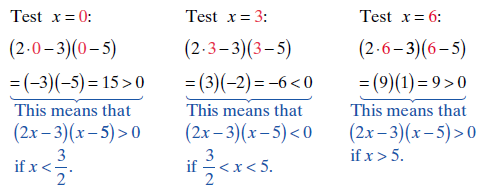 Test x = 0:
(2·0–3)(0–5)
=(–3)(–5)=15>0
This means that
(2x–3)(x–5)>0
if x < 3/2.
Test x = 3:
(2·3–3)(3–5)
=(3)(–2)=–6<0
This means that
(2x–3)(x–5)<0
if 3/2 < x < 5.
Test x = 6:
(2·6–3)(6–5)
=(9)(1)=9>0
This means that
(2x–3)(x–5)>0
if x > 5.